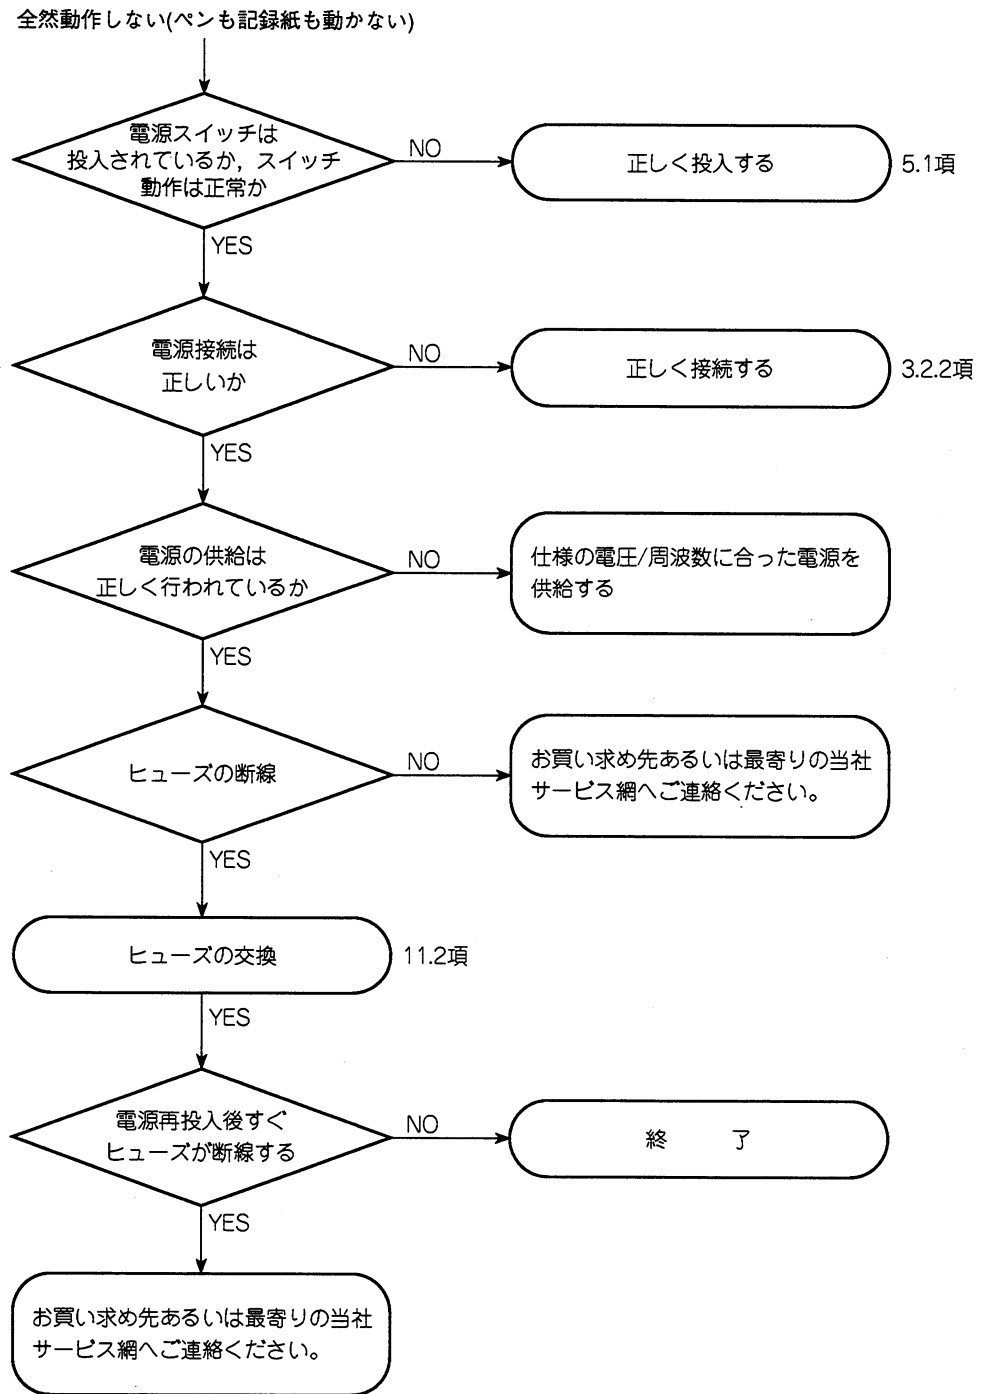 全然動作しない(ペンも記録紙も動かない)
電源スイッチは
投入されているか，スイッチ
動作は正常か
NO
正しく投入する
5.1項
YES
電源接続は
正しいか
NO
正しく接続する
3.2.2項
YES
電源の供給は
正しく行われているか
NO
仕様の電圧/周波数に合った電源を
供給する
YES
ヒューズの断線
NO
お買い求め先あるいは最寄りの当社
サービス網へご連絡ください。
YES
ヒューズの交換
11.2項
YES
電源再投入後すぐ
ヒューズが断線する
NO
終　了
YES
お買い求め先あるいは最寄りの当社
サービス網へご連絡ください。